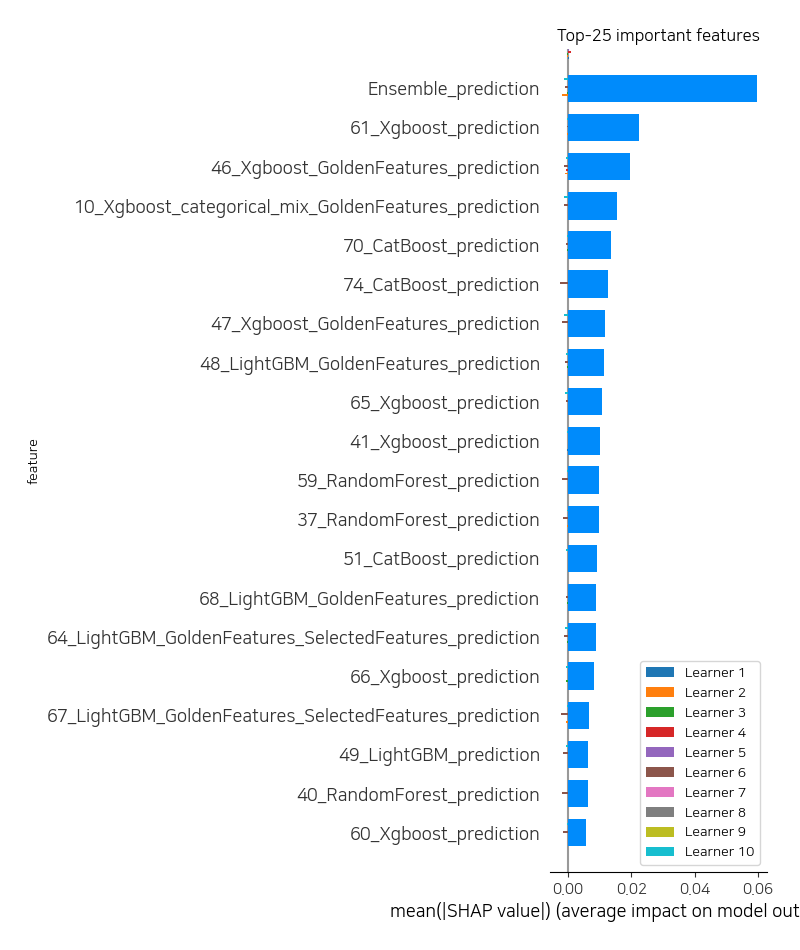 Top-25 important features
Ensemble_prediction
61_Xgboost_prediction
46_Xgboost_GoldenFeatures_prediction
10_Xgboost_categorical_mix_GoldenFeatures_prediction
70_CatBoost_prediction
74_CatBoost_prediction
47_Xgboost_GoldenFeatures_prediction
48_LightGBM_GoldenFeatures_prediction
65_Xgboost_prediction
41_Xgboost_prediction
59_RandomForest_prediction
37_RandomForest_prediction
51_CatBoost_prediction
68_LightGBM_GoldenFeatures_prediction
64_LightGBM_GoldenFeatures_SelectedFeatures_prediction
66_Xgboost_prediction
67_LightGBM_GoldenFeatures_SelectedFeatures_prediction
49_LightGBM_prediction
40_RandomForest_prediction
60_Xgboost_prediction
feature
Learner 1
Learner 2
Learner 3
Learner 4
Learner 5
Learner 6
Learner 7
Learner 8
Learner 9
Learner 10
0.00 0.02 0.04 0.06
mean(|SHAP value|) (average impact on model out